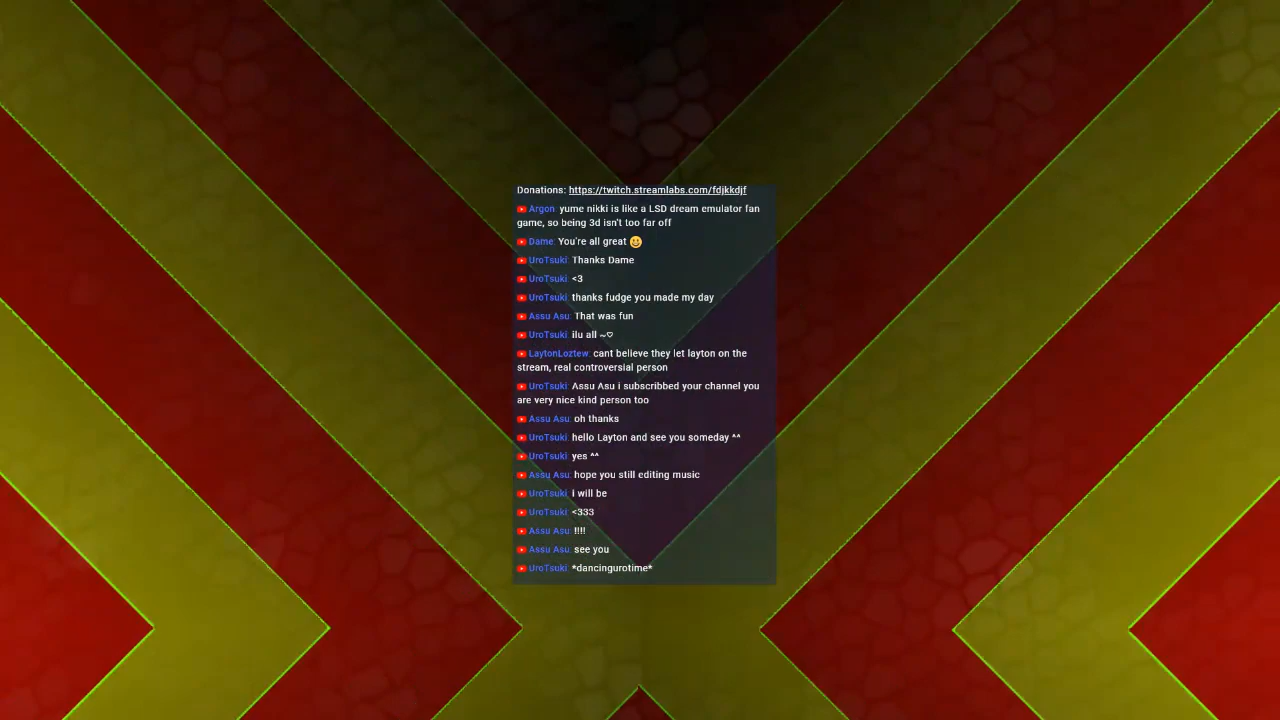 Donations: https://twitch.streamlabs.com/fdjkkdjf
Argon: yume nikki is like a LSD dream emulator fan
game, so being 3d isn't too far off
Dame: You're all great 😃
UroTsuki: Thanks Dame
UroTsuki: <3
UroTsuki: thanks fudge you made my day
Assu Asu: That was fun
UroTsuki: ilu all ~♡
LaytonLoztew: cant believe they let layton on the
stream, real controversial person
UroTsuki: Assu Asu i subscribbed your channel you
are very nice kind person too
Assu Asu: oh thanks
UroTsuki: hello Layton and see you someday ^^
UroTsuki: yes ^^
Assu Asu: hope you still editing music
UroTsuki: i will be
UroTsuki: <333
Assu Asu: !!!!
Assu Asu: see you
UroTsuki: *dancingurotime*